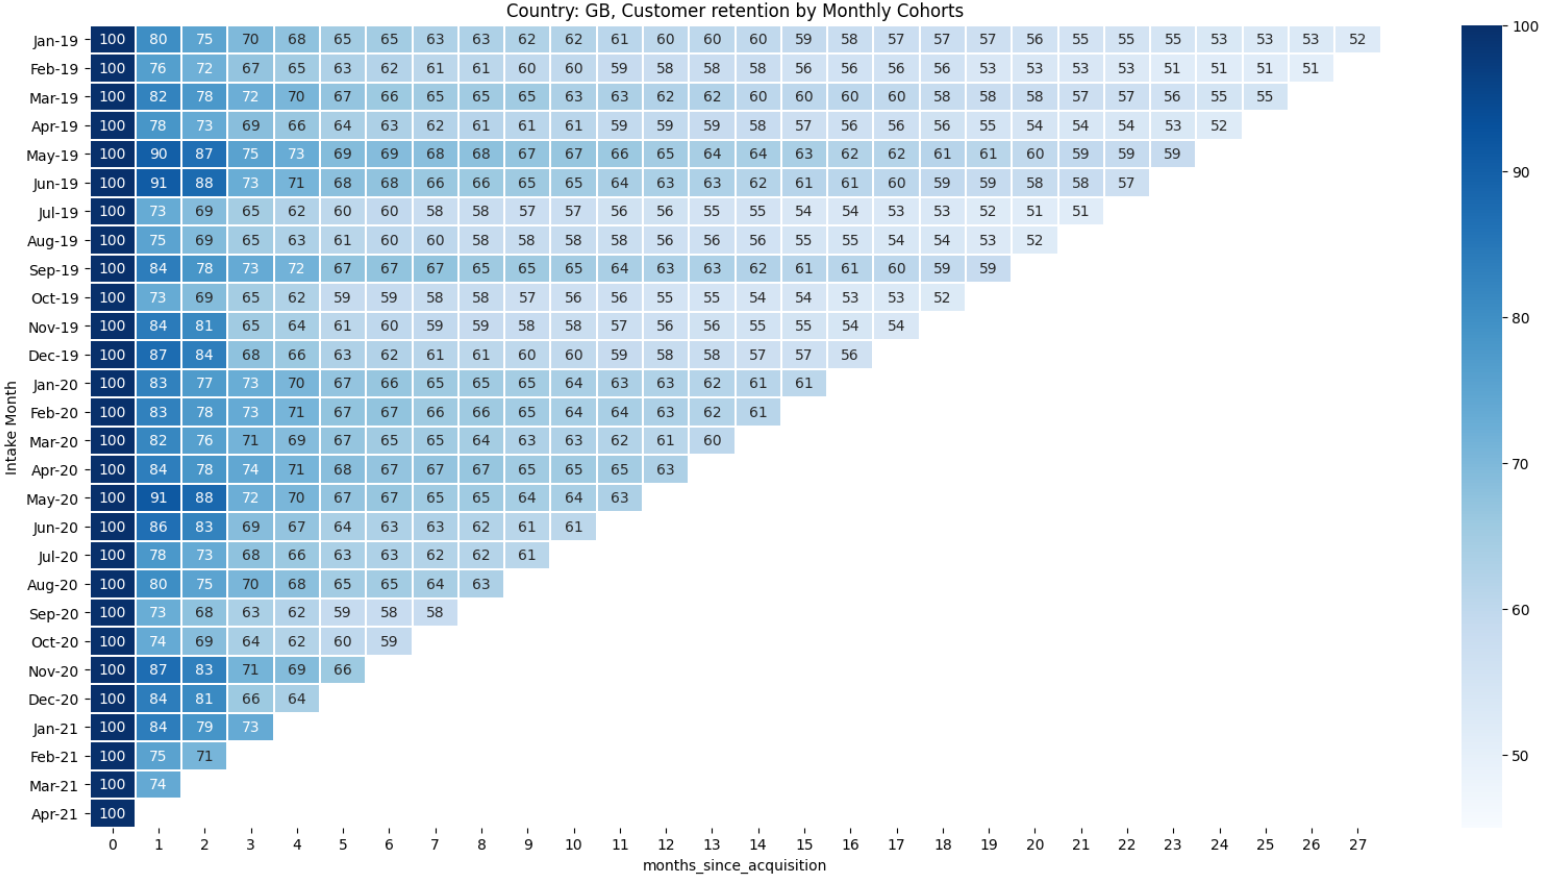 Country: GB, Customer retention by Monthly Cohorts
Intake Month
Jan-19 100 80 75 70 68 65 65 63 63 62 62 61 60 60 60 59 58 57 57 57 56 55 55 55 53 53 53 52
Feb-19 100 76 72 67 65 63 62 61 61 60 60 59 58 58 58 56 56 56 56 53 53 53 53 51 51 51 51
Mar-19 100 82 78 72 70 67 66 65 65 65 63 63 62 62 60 60 60 60 58 58 58 57 57 56 55 55
Apr-19 100 78 73 69 66 64 63 62 61 61 61 59 59 59 58 57 56 56 56 55 54 54 54 53 52
May-19 100 90 87 75 73 69 69 68 68 67 67 66 65 64 64 63 62 62 61 61 60 59 59 59
Jun-19 100 91 88 73 71 68 68 66 66 65 65 64 63 63 62 61 61 60 59 59 58 58 57
Jul-19 100 73 69 65 62 60 60 58 58 57 57 56 56 55 55 54 54 53 53 52 51 51
Aug-19 100 75 69 65 63 61 60 60 58 58 58 58 56 56 56 55 55 54 54 53 52
Sep-19 100 84 78 73 72 67 67 67 65 65 65 64 63 63 62 61 61 60 59 59
Oct-19 100 73 69 65 62 59 59 58 58 57 56 56 55 55 54 54 53 53 52
Nov-19 100 84 81 65 64 61 60 59 59 58 58 57 56 56 55 55 54 54
Dec-19 100 87 84 68 66 63 62 61 61 60 60 59 58 58 57 57 56
Jan-20 100 83 77 73 70 67 66 65 65 65 64 63 63 62 61 61
Feb-20 100 83 78 73 71 67 67 66 66 65 64 64 63 62 61
Mar-20 100 82 76 71 69 67 65 65 64 63 63 62 61 60
Apr-20 100 84 78 74 71 68 67 67 67 65 65 65 63
May-20 100 91 88 72 70 67 67 65 65 64 64 63
Jun-20 100 86 83 69 67 64 63 63 62 61 61
Jul-20 100 78 73 68 66 63 63 62 62 61
Aug-20 100 80 75 70 68 65 65 64 63
Sep-20 100 73 68 63 62 59 58 58
Oct-20 100 74 69 64 62 60 59
Nov-20 100 87 83 71 69 66
Dec-20 100 84 81 66 64
Jan-21 100 84 79 73
Feb-21 100 75 71
Mar-21 100 74
Apr-21 100
0 1 2 3 4 5 6 7 8 9 10 11 12 13 14 15 16 17 18 19 20 21 22 23 24 25 26 27
months_since_acquisition
100
90
80
70
60
50